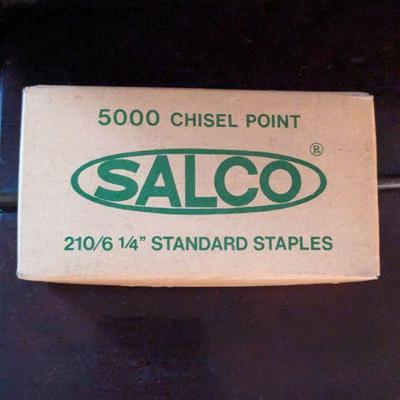 5000 CHISEL POINT
SALCO ®
210/6 1/4" STANDARD STAPLES